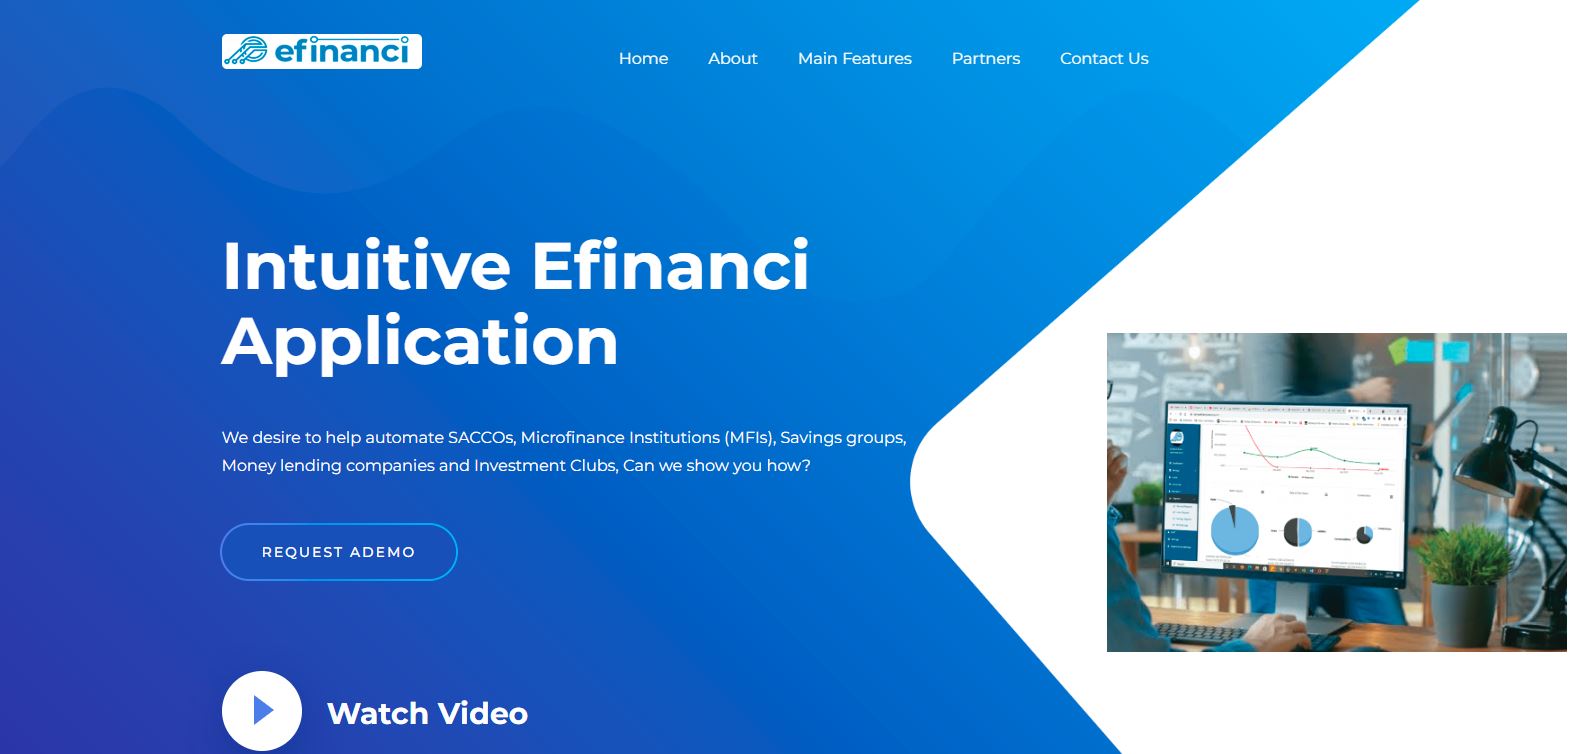 efinanci
Home About Main Features Partners Contact Us
Intuitive Efinanci
Application
We desire to help automate SACCOs, Microfinance Institutions (MFIs), Savings groups,
Money lending companies and Investment Clubs, Can we show you how?
REQUEST ADEMO
Watch Video